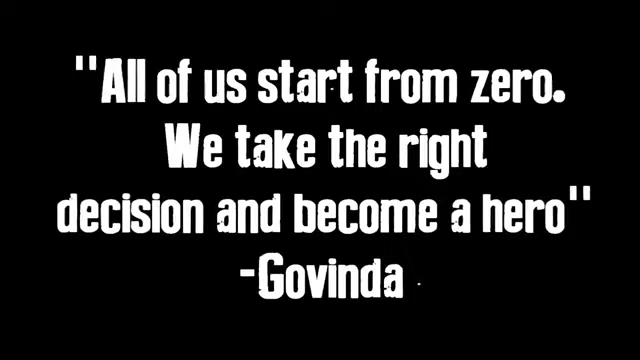 "All of us start from zero.
We take the right
decision and become a hero"
-Govinda